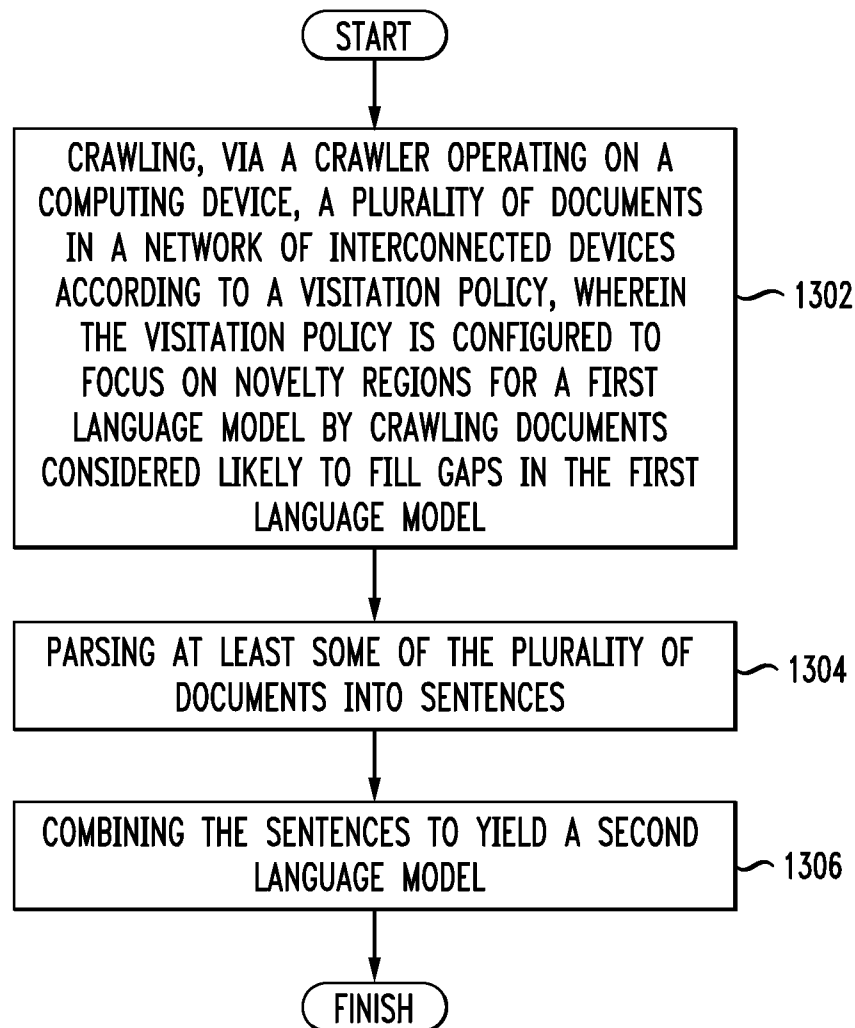 START
CRAWLING, VIA A CRAWLER OPERATING ON A
COMPUTING DEVICE, A PLURALITY OF DOCUMENTS
IN A NETWORK OF INTERCONNECTED DEVICES
ACCORDING TO A VISITATION POLICY, WHEREIN
THE VISITATION POLICY IS CONFIGURED TO
FOCUS ON NOVELTY REGIONS FOR A FIRST
LANGUAGE MODEL BY CRAWLING DOCUMENTS
CONSIDERED LIKELY TO FILL GAPS IN THE FIRST
LANGUAGE MODEL
1302
PARSING AT LEAST SOME OF THE PLURALITY OF
DOCUMENTS INTO SENTENCES
1304
COMBINING THE SENTENCES TO YIELD A SECOND
LANGUAGE MODEL
1306
FINISH